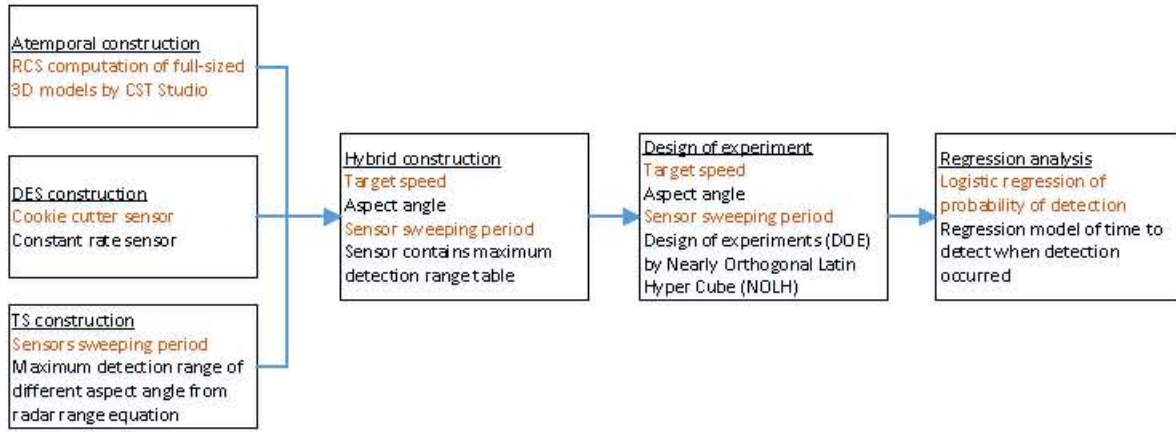 Atemporal construction
RCS computation of full-sized
3D models by CST Studio
DES construction
Cookie cutter sensor
Constant rate sensor
TS construction
Sensors sweeping period
Maximum detection range of
different aspect angle from
radar range equation
Hybrid construction
Target speed
Aspect angle
Sensor sweeping period
Sensor contains maximum
detection range table
Design of experiment
Target speed
Aspect angle
Sensor sweeping period
Design of experiments (DOE)
by Nearly Orthogonal Latin
Hyper Cube (NOLH)
Regression analysis
Logistic regression of
probability of detection
Regression model of time to
detect when detection
occurred